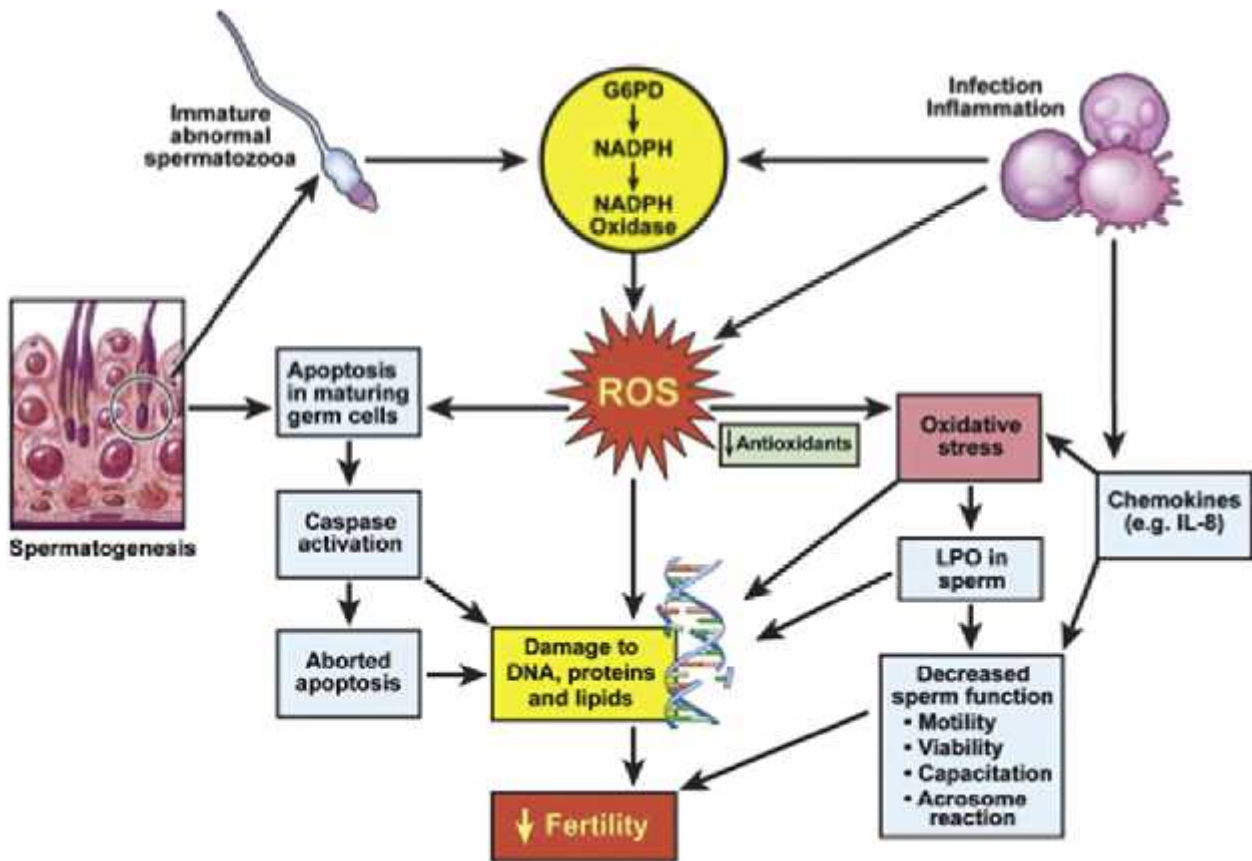 Immature
abnormal
spermatozooa
G6PD
NADPH
NADPH
Oxidase
Infection
Inflammation
Spermatogenesis
Apoptosis
in maturing
germ cells
ROS
↓ Antioxidants
Oxidative
stress
Chemokines
(e.g. IL-8)
Caspase
activation
LPO in
sperm
Aborted
apoptosis
Damage to
DNA, proteins
and lipids
Decreased
sperm function
• Motility
• Viability
• Capacitation
• Acrosome
reaction
↓ Fertility